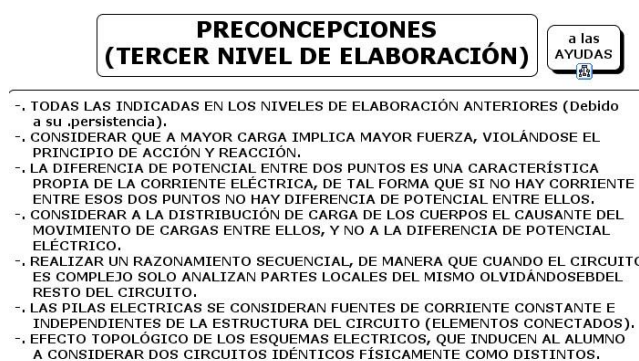 PRECONCEPCIONES
(TERCER NIVEL DE ELABORACIÓN)
a las
AYUDAS
-. TODAS LAS INDICADAS EN LOS NIVELES DE ELABORACIÓN ANTERIORES (Debido
a su .persistencia).
-. CONSIDERAR QUE A MAYOR CARGA IMPLICA MAYOR FUERZA, VIOLÁNDOSE EL
PRINCIPIO DE ACCIÓN Y REACCIÓN.
-. LA DIFERENCIA DE POTENCIAL ENTRE DOS PUNTOS ES UNA CARACTERÍSTICA
PROPIA DE LA CORRIENTE ELÉCTRICA, DE TAL FORMA QUE SI NO HAY CORRIENTE
ENTRE ESOS DOS PUNTOS NO HAY DIFERENCIA DE POTENCIAL ENTRE ELLOS.
-. CONSIDERAR A LA DISTRIBUCIÓN DE CARGA DE LOS CUERPOS EL CAUSANTE DEL
MOVIMIENTO DE CARGAS ENTRE ELLOS, Y NO A LA DIFERENCIA DE POTENCIAL
ELÉCTRICO.
-. REALIZAR UN RAZONAMIENTO SECUENCIAL, DE MANERA QUE CUANDO EL CIRCUITO
ES COMPLEJO SOLO ANALIZAN PARTES LOCALES DEL MISMO OLVIDÁNDOSEBDEL
RESTO DEL CIRCUITO.
-. LAS PILAS ELECTRICAS SE CONSIDERAN FUENTES DE CORRIENTE CONSTANTE E
INDEPENDIENTES DE LA ESTRUCTURA DEL CIRCUITO (ELEMENTOS CONECTADOS).
-. EFECTO TOPOLÓGICO DE LOS ESQUEMAS ELECTRICOS, QUE INDUCEN AL ALUMNO
A CONSIDERAR DOS CIRCUITOS IDÉNTICOS FÍSICAMENTE COMO DISTINTOS.